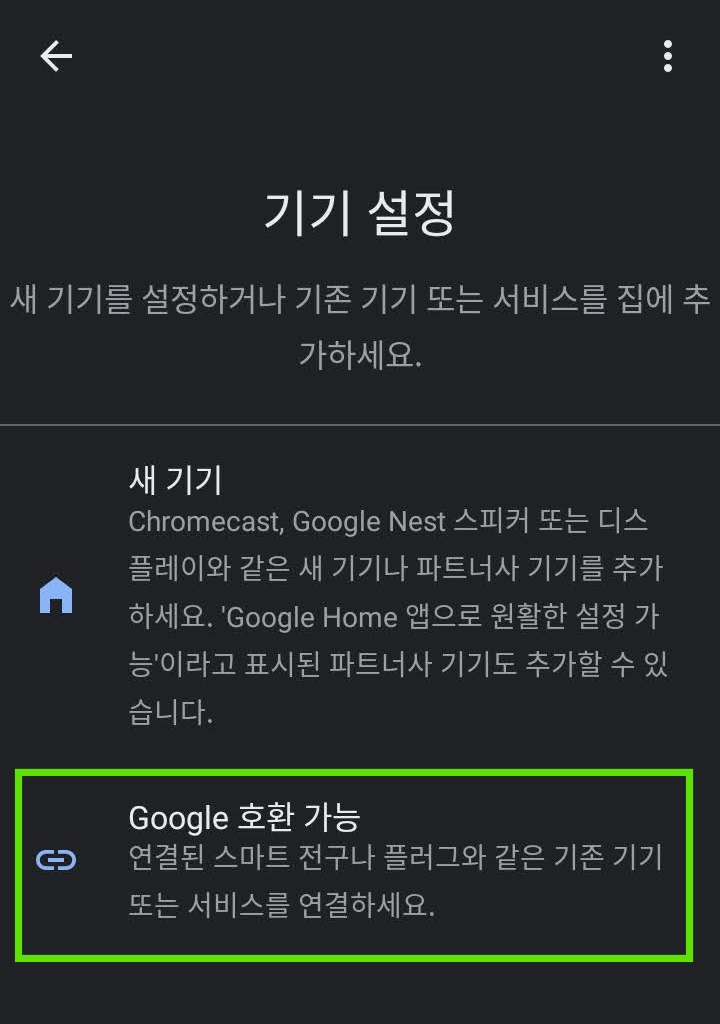 기기 설정
새 기기를 설정하거나 기존 기기 또는 서비스를 집에 추
가하세요.
새 기기
Chromecast, Google Nest 스피커 또는 디스
플레이와 같은 새 기기나 파트너사 기기를 추가
하세요. 'Google Home 앱으로 원활한 설정 가
능'이라고 표시된 파트너사 기기도 추가할 수 있
습니다.
Google 호환 가능
연결된 스마트 전구나 플러그와 같은 기존 기기
또는 서비스를 연결하세요.